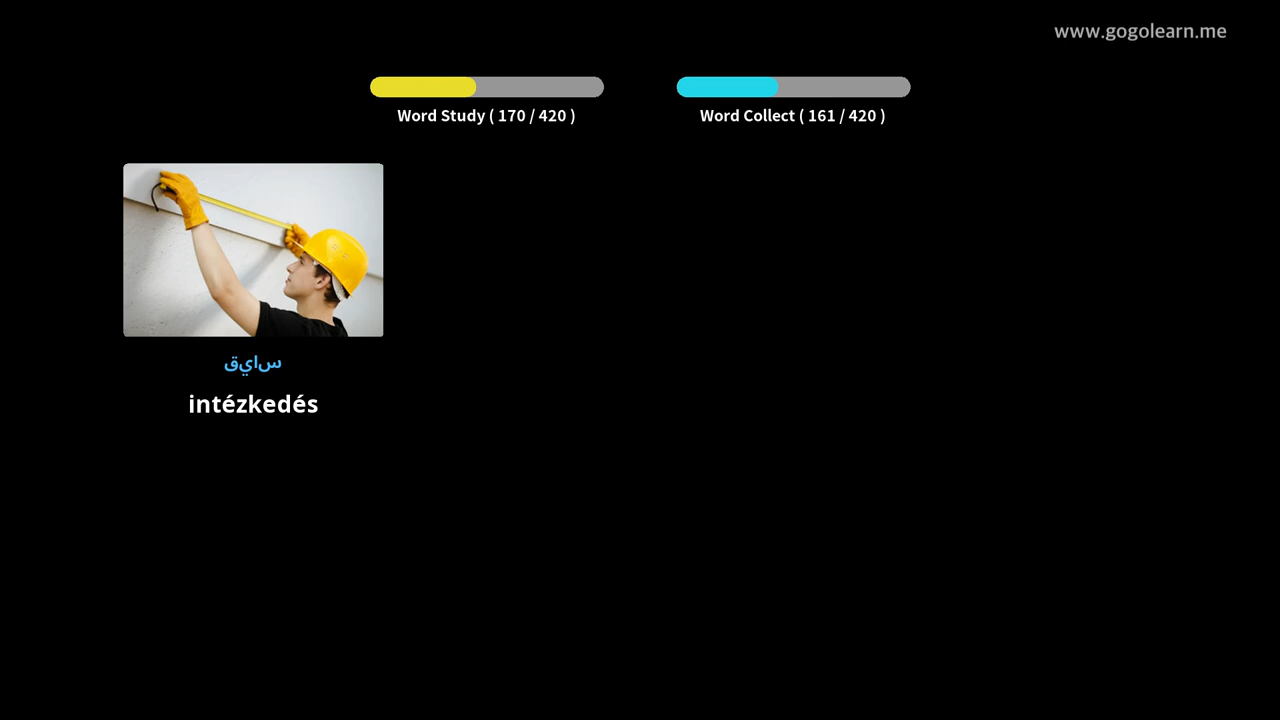 www.gogolearn.me
Word Study ( 170 / 420 )
Word Collect ( 161 / 420 )
سايق
intézkedés